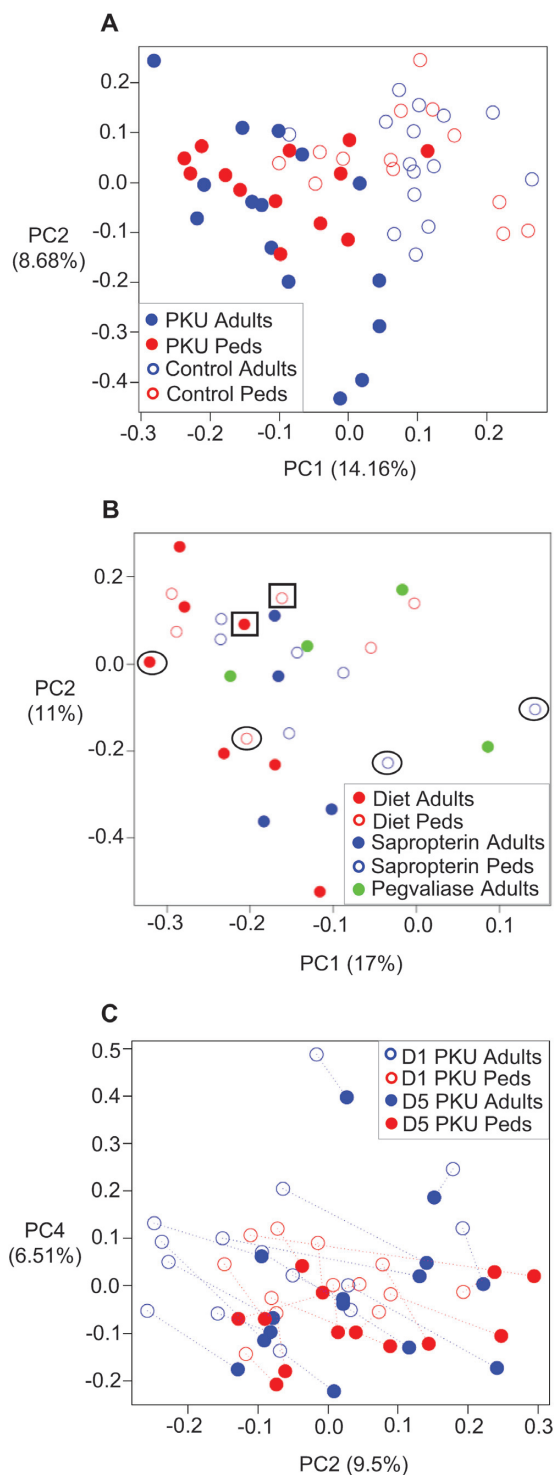 A
0.2
0.1
0.0
-0.1
-0.2
-0.3
-0.4
PC2
(8.68%)
PKU Adults
PKU Peds
Control Adults
Control Peds
-0.3 -0.2 -0.1 0.0 0.1 0.2
PC1 (14.16%)
B
0.2
0.0
-0.2
-0.4
PC2
(11%)
Diet Adults
Diet Peds
Sapropterin Adults
Sapropterin Peds
Pegvaliase Adults
-0.3 -0.2 -0.1 0.0 0.1
PC1 (17%)
C
0.5
0.4
0.3
0.2
0.1
0.0
-0.1
-0.2
PC4
(6.51%)
D1 PKU Adults
D1 PKU Peds
D5 PKU Adults
D5 PKU Peds
-0.2 -0.1 0.0 0.1 0.2 0.3
PC2 (9.5%)